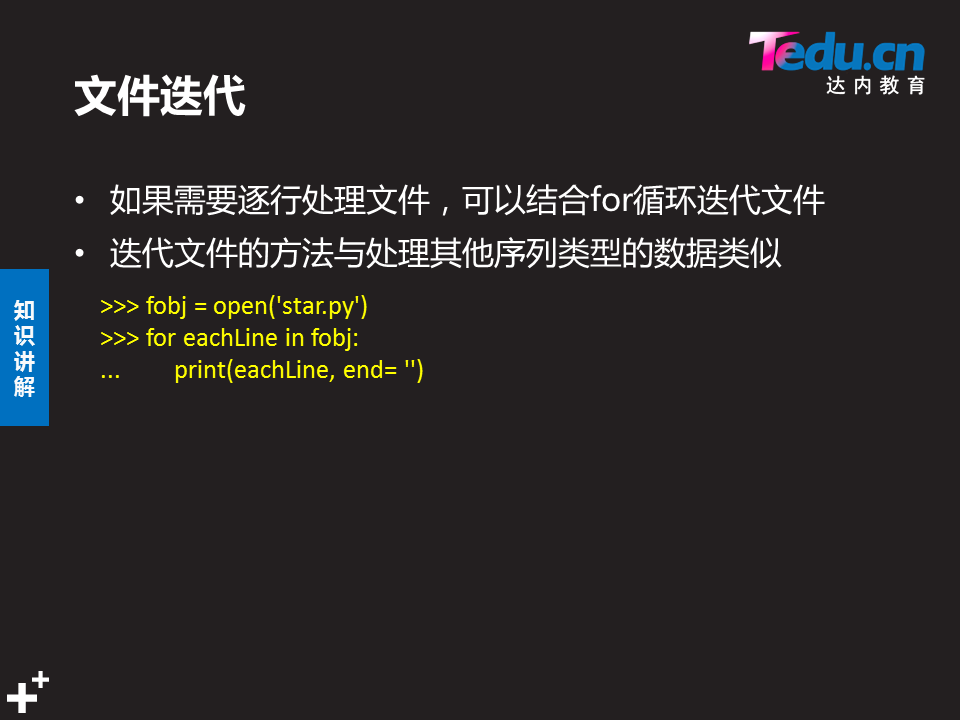 Tedu.cn
达内教育
文件迭代
• 如果需要逐行处理文件，可以结合for循环迭代文件
• 迭代文件的方法与处理其他序列类型的数据类似
>>> fobj = open('star.py')
>>> for eachLine in fobj:
...     print(eachLine, end= '')
知
识
讲
解